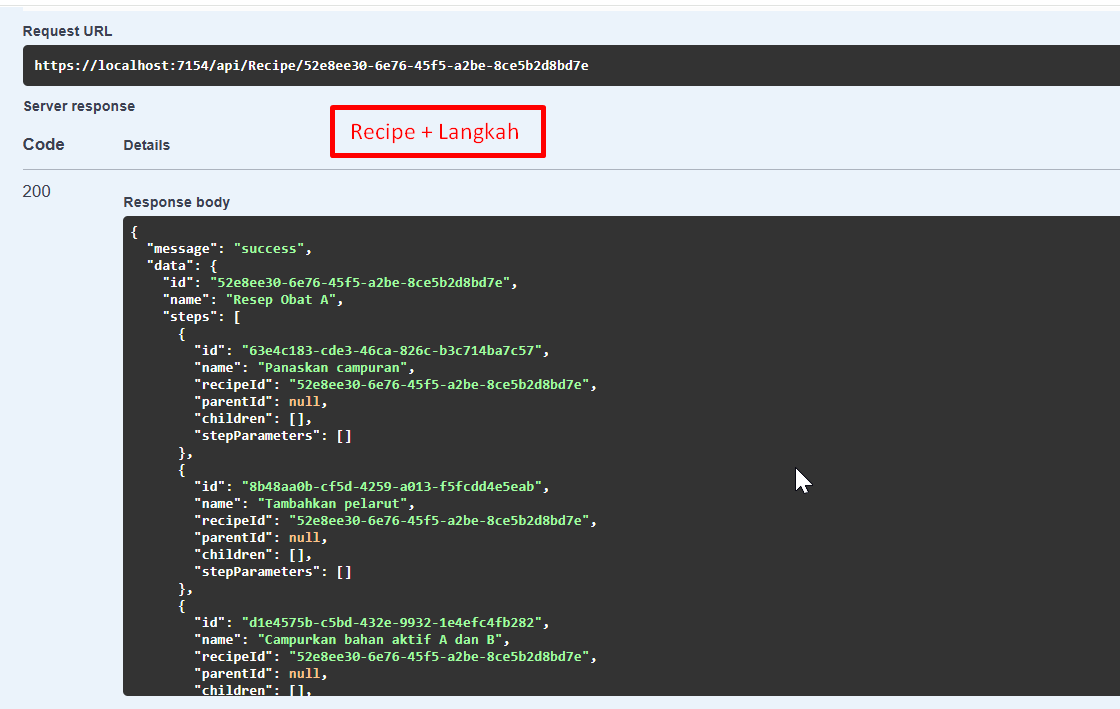 Request URL
https://localhost:7154/api/Recipe/52e8ee30-6e76-45f5-a2be-8ce5b2d8bd7e
Server response
Recipe + Langkah
Code Details
200
Response body
{
"message": "success",
"data": {
"id": "52e8ee30-6e76-45f5-a2be-8ce5b2d8bd7e",
"name": "Resep Obat A",
"steps": [
{
"id": "63e4c183-cde3-46ca-826c-b3c714ba7c57",
"name": "Panaskan campuran",
"recipeId": "52e8ee30-6e76-45f5-a2be-8ce5b2d8bd7e",
"parentId": null,
"children": [],
"stepParameters": []
},
{
"id": "8b48aa0b-cf5d-4259-a013-f5fcdd4e5eab",
"name": "Tambahkan pelarut",
"recipeId": "52e8ee30-6e76-45f5-a2be-8ce5b2d8bd7e",
"parentId": null,
"children": [],
"stepParameters": []
},
{
"id": "d1e4575b-c5bd-432e-9932-1e4efc4fb282",
"name": "Campurkan bahan aktif A dan B",
"recipeId": "52e8ee30-6e76-45f5-a2be-8ce5b2d8bd7e",
"parentId": null,
"children": [],